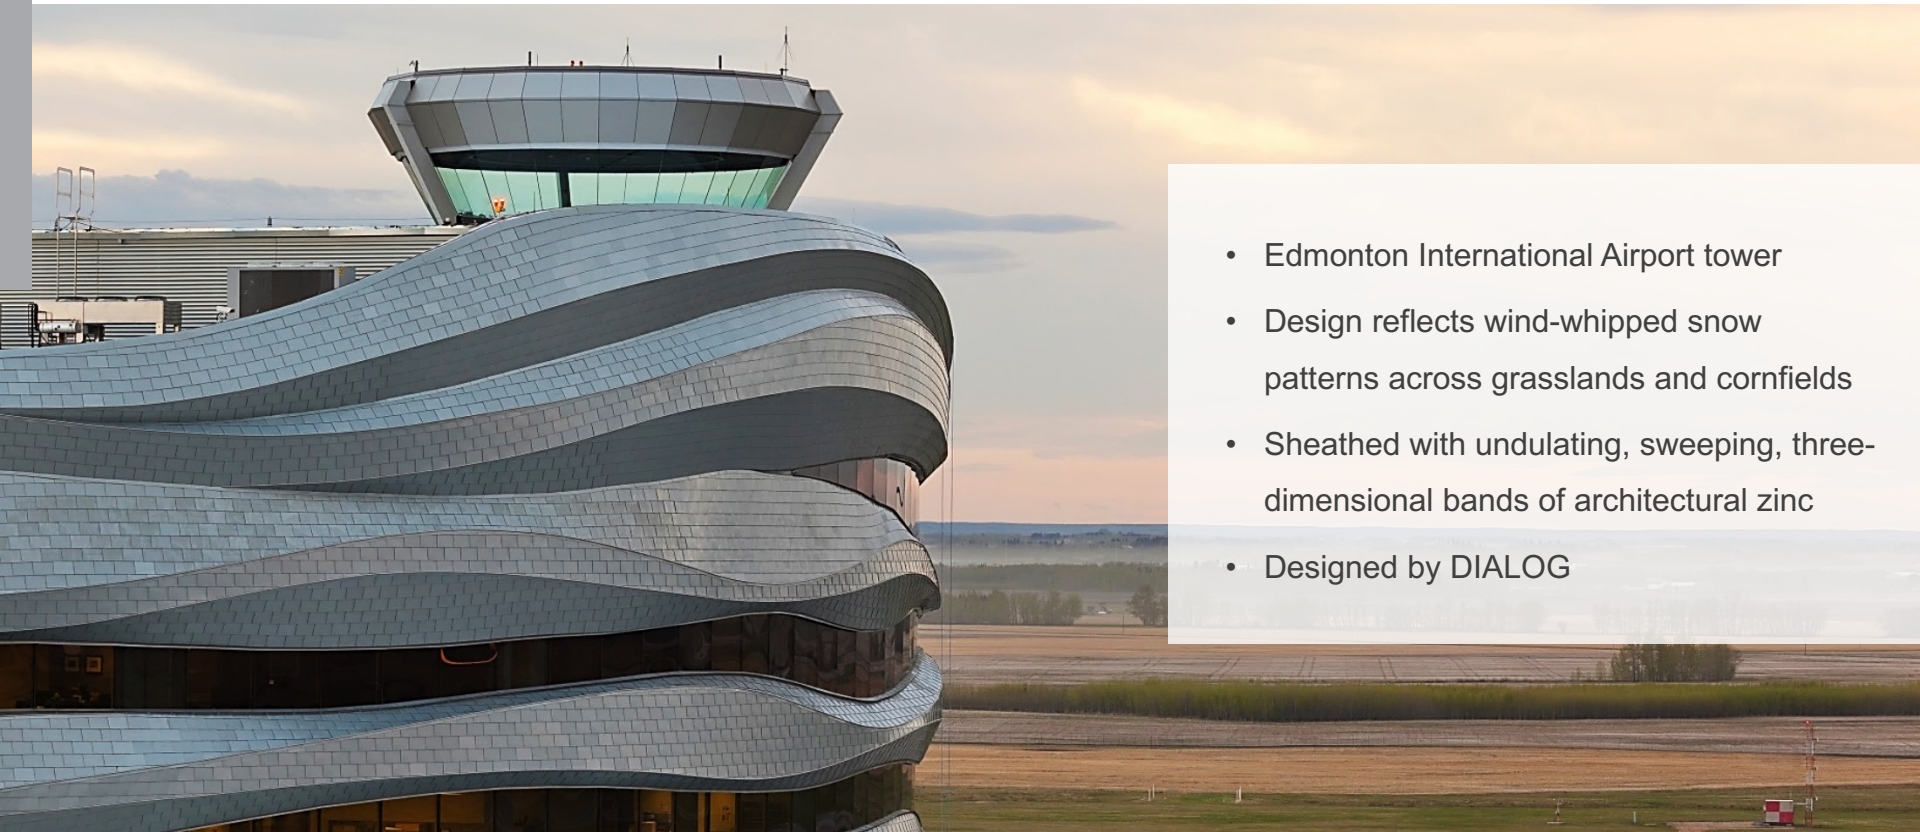 • Edmonton International Airport tower
• Design reflects wind-whipped snow
patterns across grasslands and cornfields
• Sheathed with undulating, sweeping, three-
dimensional bands of architectural zinc
• Designed by DIALOG